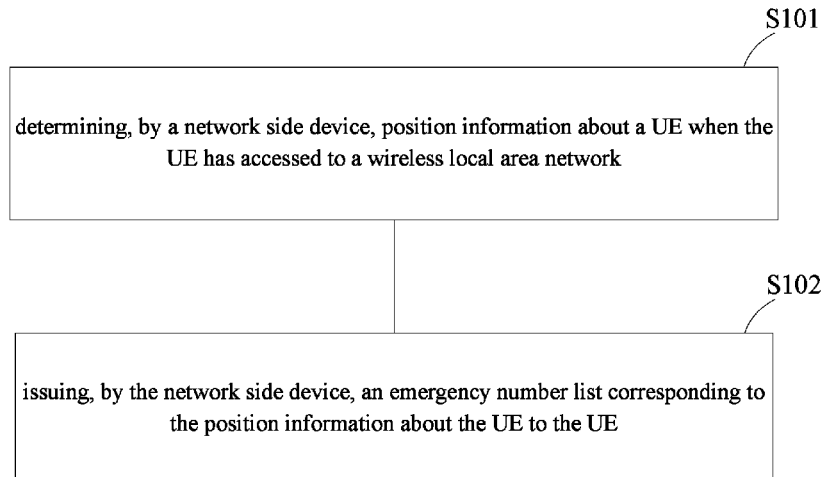 S101
determining, by a network side device, position information about a UE when the
UE has accessed to a wireless local area network
S102
issuing, by the network side device, an emergency number list corresponding to
the position information about the UE to the UE